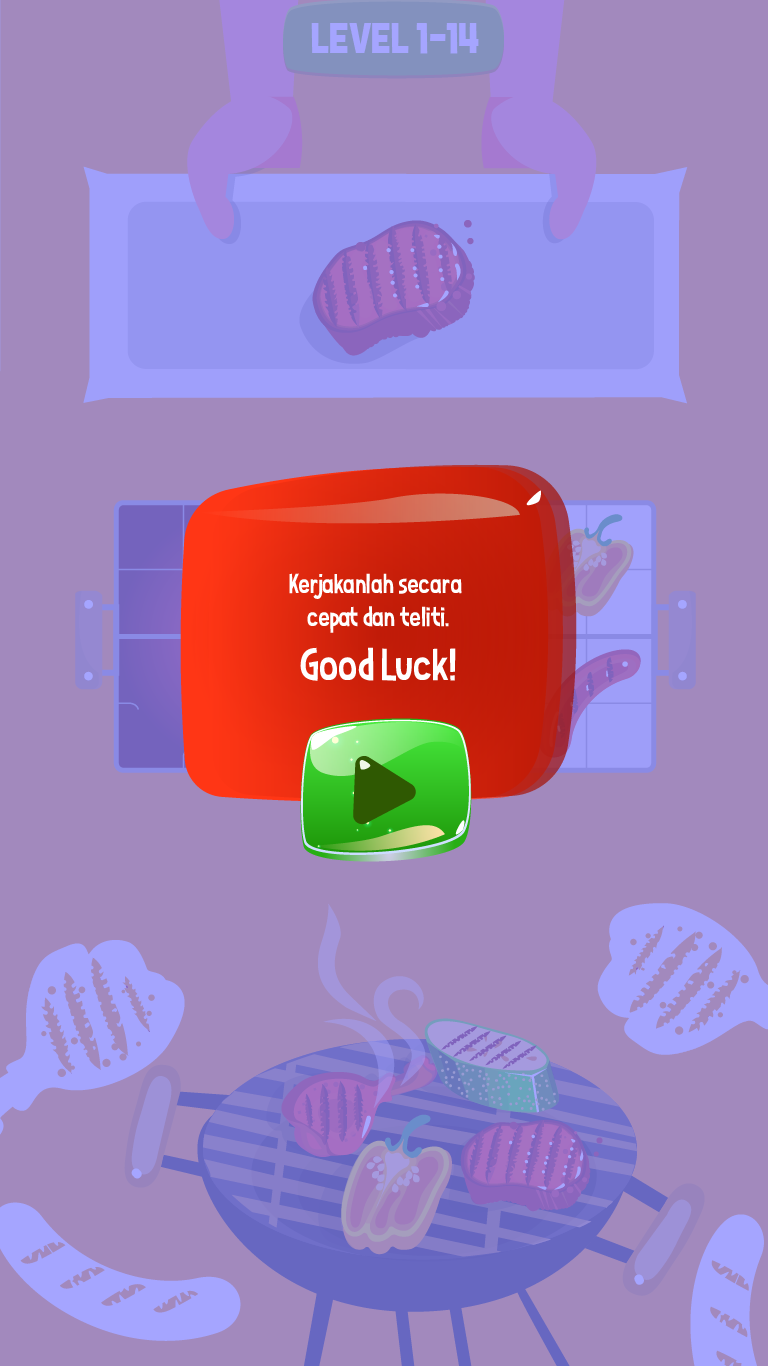 LEVEL 1-14
Kerjakanlah secara
cepat dan teliti.
Good Luck!